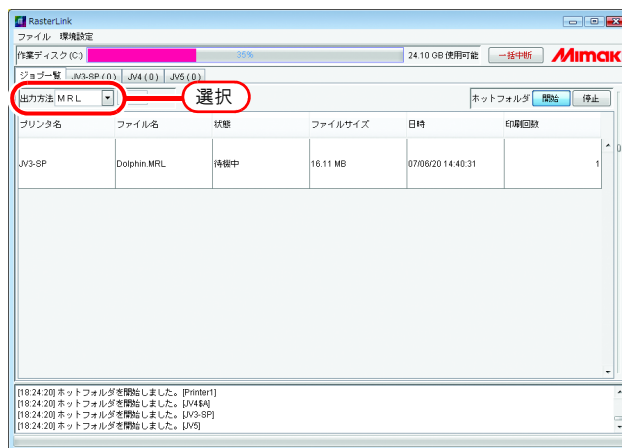 RasterLink
ファイル 環境設定
作業ディスク(C:) 35% 24.10 GB 使用可能 一括中断 Mimaki
ジョブ一覧 JV3-SP ( 0 ) JV4 ( 0 ) JV5 ( 0 )
出力方法 M R L 選択 ホットフォルダ 開始 停止
プリンタ名 ファイル名 状態 ファイルサイズ 日時 印刷回数
JV3-SP Dolphin.MRL 待機中 16.11 MB 07/06/20 14:40:31 1
[18:24:20] ホットフォルダを開始しました。 [Printer1]
[18:24:20] ホットフォルダを開始しました。 [JV4$A]
[18:24:20] ホットフォルダを開始しました。 [JV3-SP]
[18:24:20] ホットフォルダを開始しました。 [JV5]